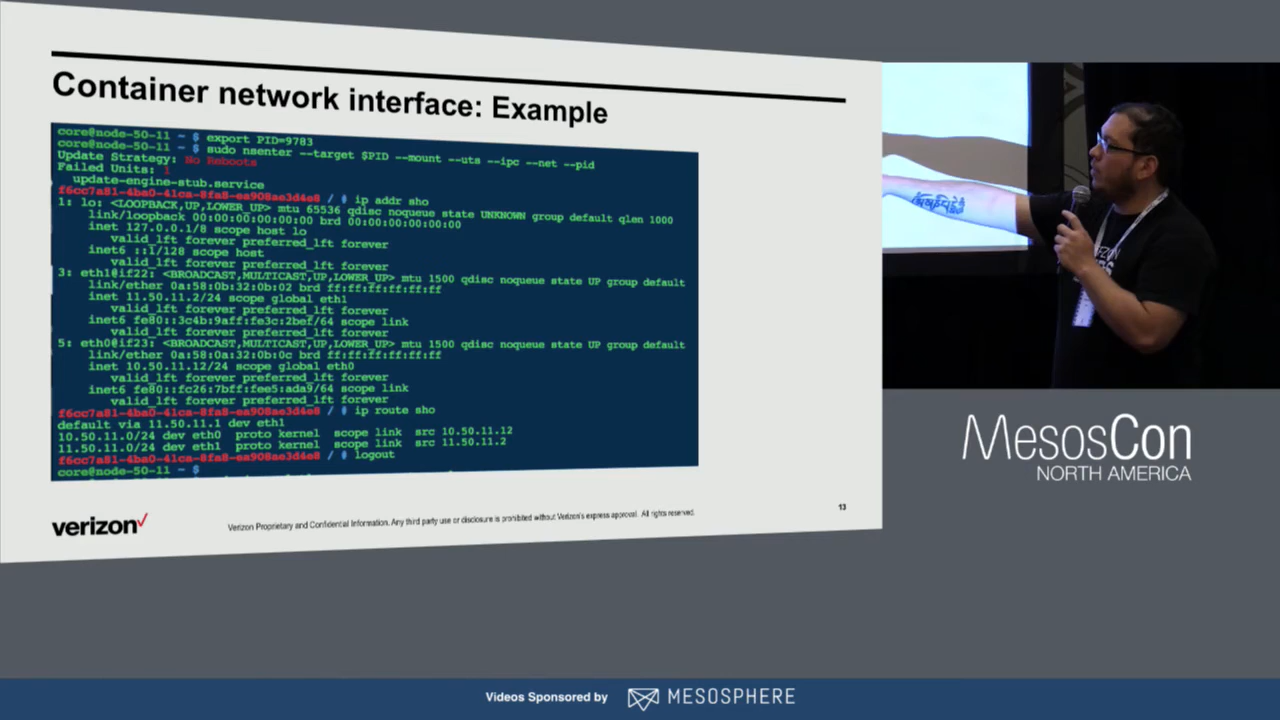 Container network interface: Example
core@node-50-11 ~ $ export PID=9783
core@node-50-11 ~ $ sudo nsenter --target $PID --mount --uts --ipc --net --pid
Update Strategy: No Reboots
Failed Units: 1
update-engine-stub.service
f6cc7a81-4ba0-41ca-8fa8-ea908ae3d4e8 / # ip addr sho
1: lo: <LOOPBACK,UP,LOWER_UP> mtu 65536 qdisc noqueue state UNKNOWN group default qlen 1000
link/loopback 00:00:00:00:00:00 brd 00:00:00:00:00:00
inet 127.0.0.1/8 scope host lo
valid_lft forever preferred_lft forever
inet6 ::1/128 scope host
valid_lft forever preferred_lft forever
3: eth1@if22: <BROADCAST,MULTICAST,UP,LOWER_UP> mtu 1500 qdisc noqueue state UP group default
link/ether 0a:58:0b:32:0b:02 brd ff:ff:ff:ff:ff:ff
inet 11.50.11.2/24 scope global eth1
valid_lft forever preferred_lft forever
inet6 fe80::3c4b:9aff:fe3c:2bef/64 scope link
valid_lft forever preferred_lft forever
5: eth0@if23: <BROADCAST,MULTICAST,UP,LOWER_UP> mtu 1500 qdisc noqueue state UP group default
link/ether 0a:58:0a:32:0b:0c brd ff:ff:ff:ff:ff:ff
inet 10.50.11.12/24 scope global eth0
valid_lft forever preferred_lft forever
inet6 fe80::fc26:7bff:fee5:ada9/64 scope link
valid_lft forever preferred_lft forever
f6cc7a81-4ba0-41ca-8fa8-ea908ae3d4e8 / # ip route sho
default via 11.50.11.1 dev eth1
10.50.11.0/24 dev eth0 proto kernel scope link src 10.50.11.12
11.50.11.0/24 dev eth1 proto kernel scope link src 11.50.11.2
f6cc7a81-4ba0-41ca-8fa8-ea908ae3d4e8 / # logout
core@node-50-11 ~ $
verizon
Verizon Proprietary and Confidential Information. Any third party use or disclosure is prohibited without Verizon's express approval. All rights reserved.
13
MesosCon
NORTH AMERICA
Videos Sponsored by MESOSPHERE